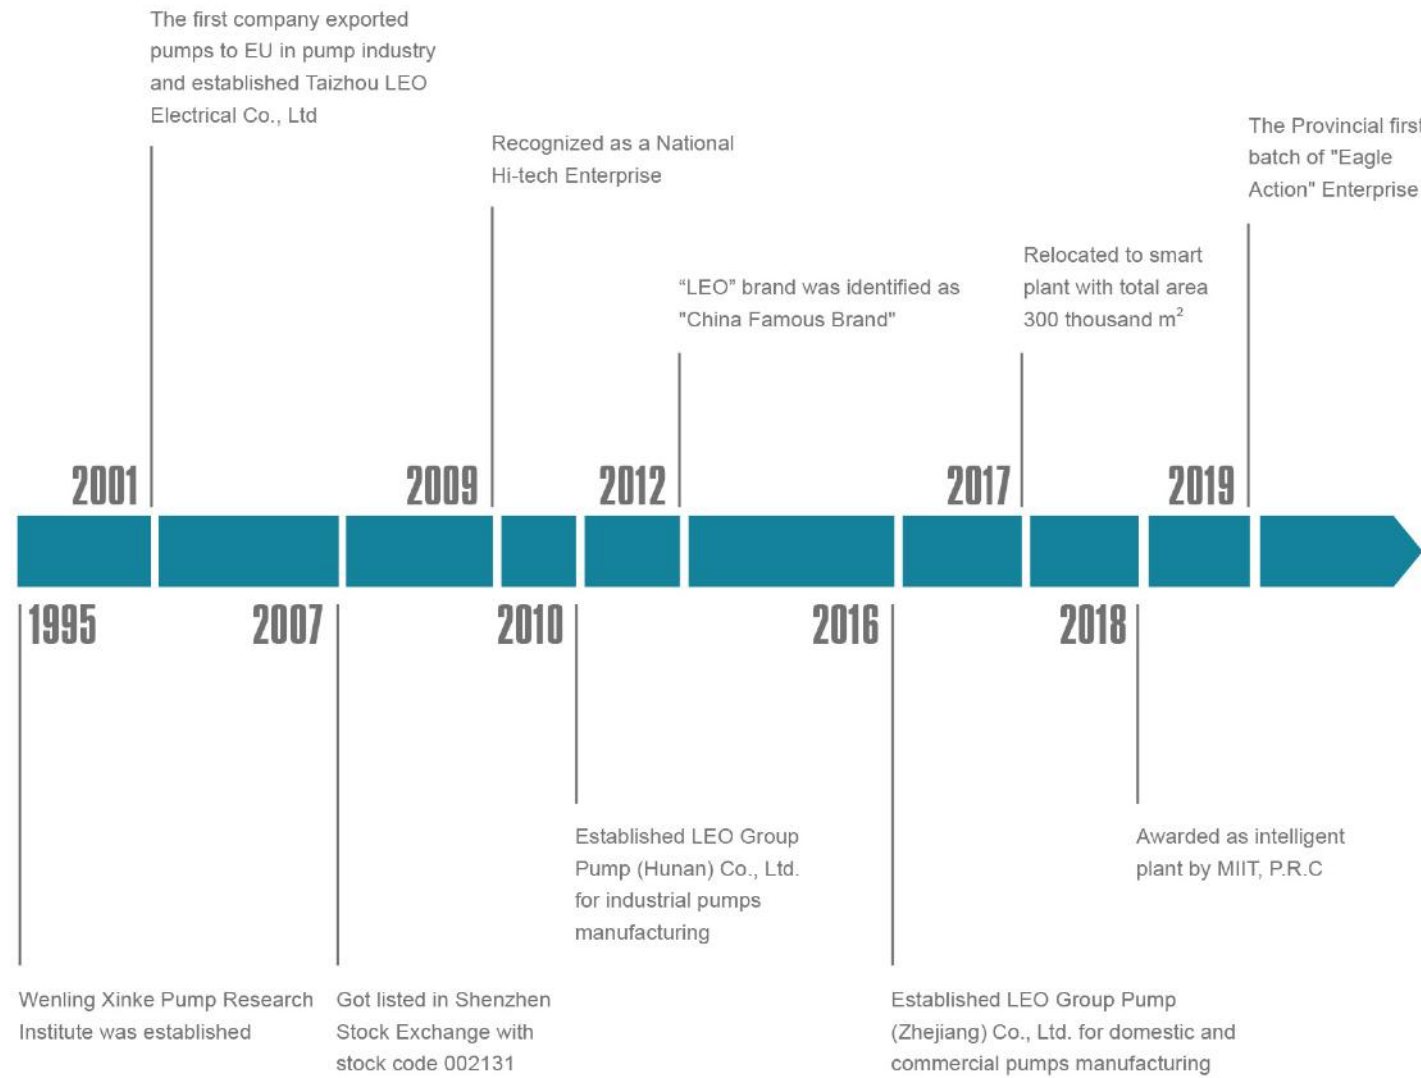 The first company exported
pumps to EU in pump industry
and established Taizhou LEO
Electrical Co., Ltd
Recognized as a National
Hi-tech Enterprise
The Provincial first
batch of "Eagle
Action" Enterprise
“LEO” brand was identified as
"China Famous Brand"
Relocated to smart
plant with total area
300 thousand m²
2001
2009
2012
2017
2019
1995
2007
2010
2016
2018
Established LEO Group
Pump (Hunan) Co., Ltd.
for industrial pumps
manufacturing
Awarded as intelligent
plant by MIIT, P.R.C
Wenling Xinke Pump Research
Institute was established
Got listed in Shenzhen
Stock Exchange with
stock code 002131
Established LEO Group Pump
(Zhejiang) Co., Ltd. for domestic and
commercial pumps manufacturing